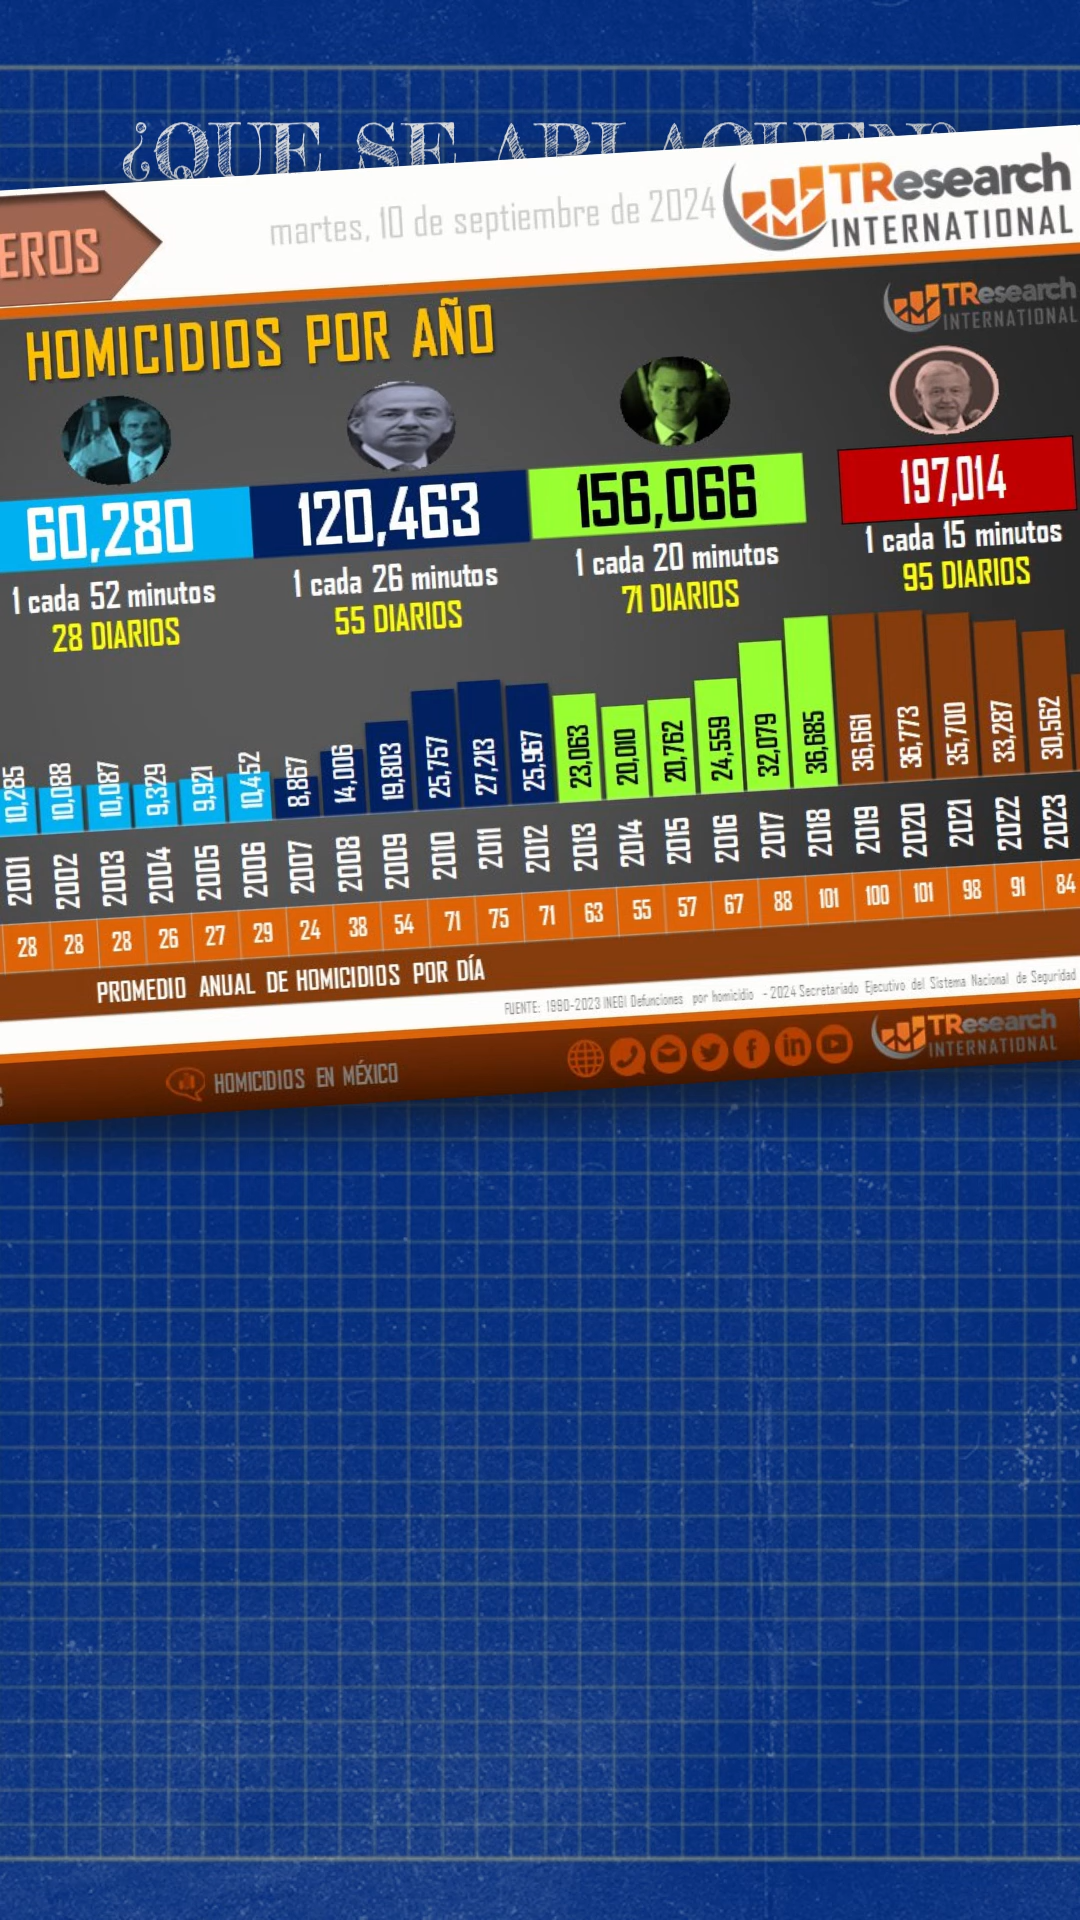 ¿QUE SE APLAQUEN?
EROS
martes, 10 de septiembre de 2024
TResearch
INTERNATIONAL
TResearch
INTERNATIONAL
HOMICIDIOS POR AÑO
60,280 120,463 156,066 197,014
1 cada 52 minutos 1 cada 26 minutos 1 cada 20 minutos 1 cada 15 minutos
28 DIARIOS 55 DIARIOS 71 DIARIOS 95 DIARIOS
10,285 10,088 10,087 9,329 9,921 10,452 8,867 14,006 19,803 25,757 27,213 25,967 23,063 20,010 20,762 24,559 32,079 36,685 36,661 36,773 35,700 33,287 30,562
2001 2002 2003 2004 2005 2006 2007 2008 2009 2010 2011 2012 2013 2014 2015 2016 2017 2018 2019 2020 2021 2022 2023
28 28 28 26 27 29 24 38 54 71 75 71 63 55 57 67 88 101 100 101 98 91 84
PROMEDIO ANUAL DE HOMICIDIOS POR DÍA
FUENTE: 1990-2023 INEGI Defunciones por homicidio - 2024 Secretariado Ejecutivo del Sistema Nacional de Seguridad
S
HOMICIDIOS EN MÉXICO
TResearch
INTERNATIONAL